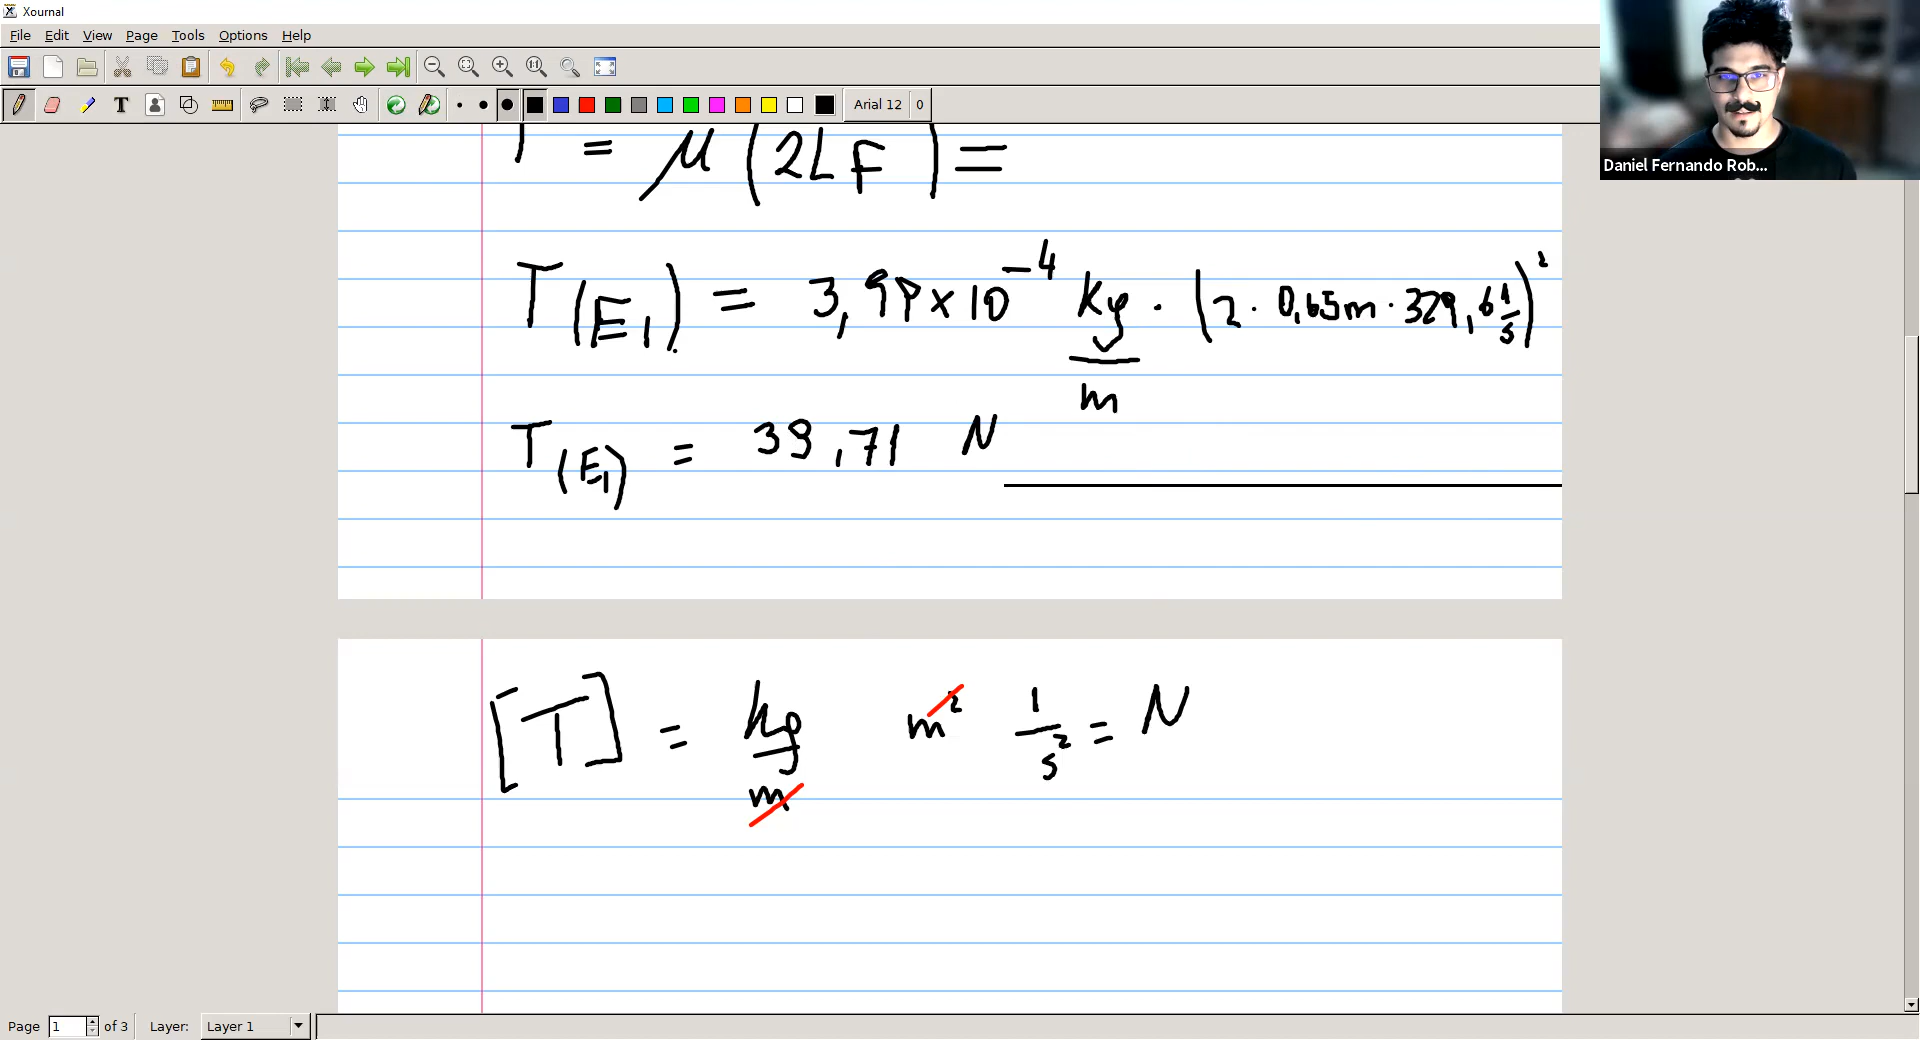 Xournal
File Edit View Page Tools Options Help
T Arial 12 0
Daniel Fernando Rob...
T = μ (2LF) =
T(E1) = 3,99×10⁻⁴ kg/m · (2 · 0,65m · 329,6 1/s)²
T(E1) = 39,71 N
[T] = kg/m m² 1/s² = N
Page 1 of 3 Layer: Layer 1